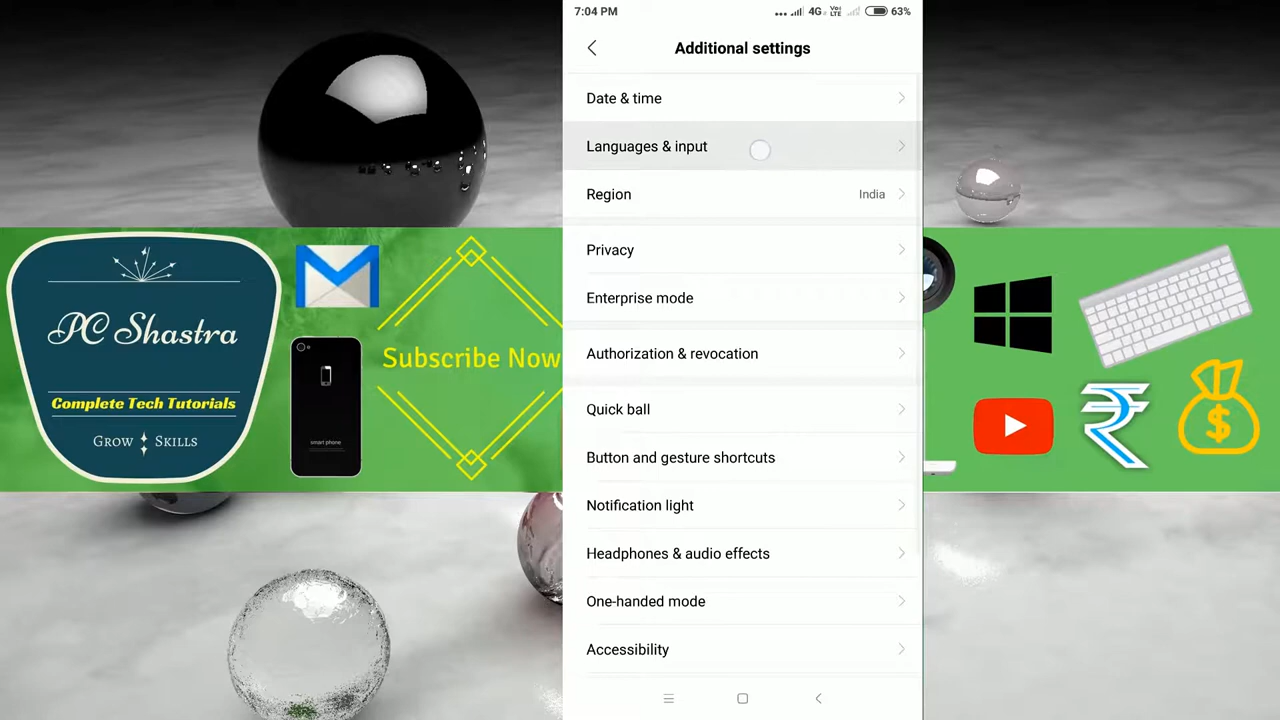 7:04 PM
4G
Vo
LTE
63%
Additional settings
Date & time
Languages & input
Region
India
Privacy
Enterprise mode
Authorization & revocation
Quick ball
Button and gesture shortcuts
Notification light
Headphones & audio effects
One-handed mode
Accessibility
PC Shastra
Complete Tech Tutorials
GROW SKILLS
smart phone
Subscribe Now